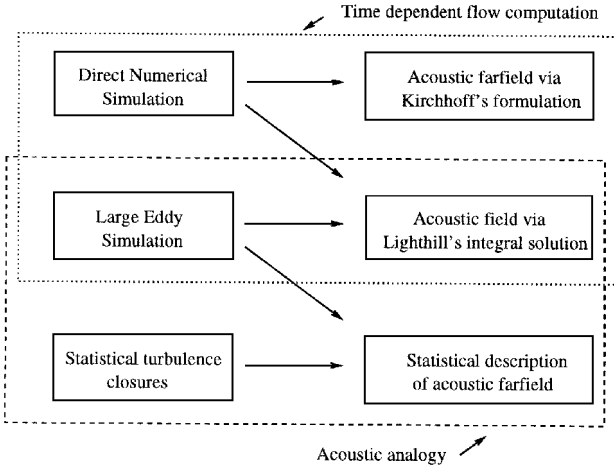 Time dependent flow computation
Direct Numerical
Simulation
Acoustic farfield via
Kirchhoff's formulation
Large Eddy
Simulation
Acoustic field via
Lighthill's integral solution
Statistical turbulence
closures
Statistical description
of acoustic farfield
Acoustic analogy